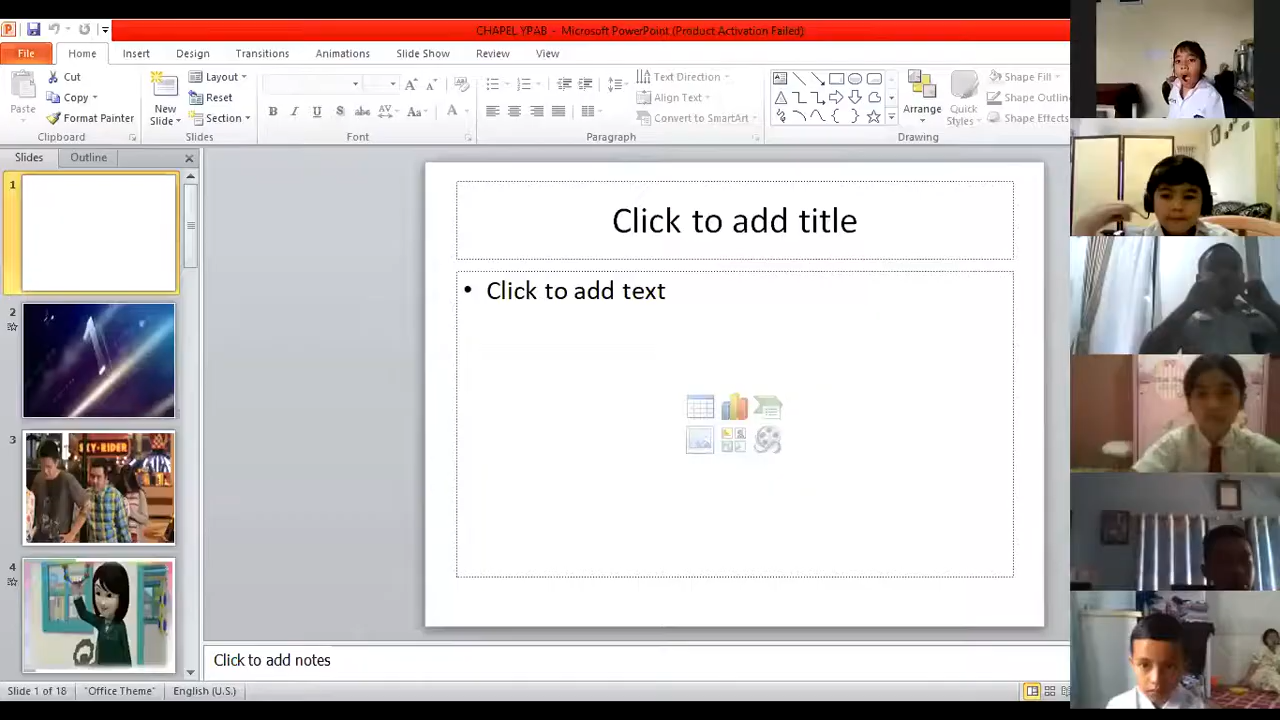 CHAPEL YPAB - Microsoft PowerPoint (Product Activation Failed)
File Home Insert Design Transitions Animations Slide Show Review View
Paste
Cut
Copy
Format Painter
New Slide
Layout
Reset
Section
Text Direction
Align Text
Convert to SmartArt
Arrange
Quick Styles
Shape Fill
Shape Outline
Shape Effects
Clipboard Slides Font Paragraph Drawing
Slides Outline
1
2
3
SKY-RIDER
4
Click to add title
• Click to add text
Click to add notes
Slide 1 of 18 "Office Theme" English (U.S.)